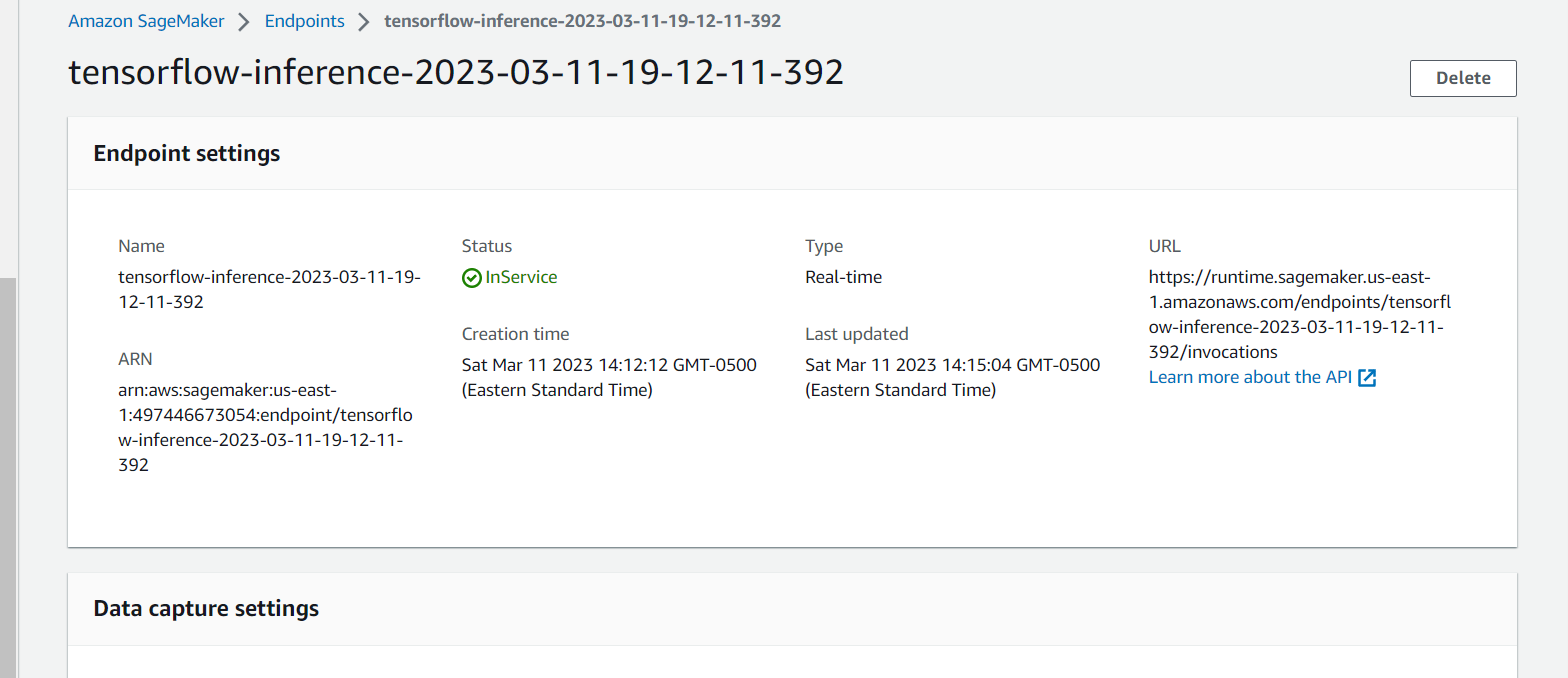 Amazon SageMaker > Endpoints > tensorflow-inference-2023-03-11-19-12-11-392
tensorflow-inference-2023-03-11-19-12-11-392
Delete
Endpoint settings
Name
tensorflow-inference-2023-03-11-19-
12-11-392
ARN
arn:aws:sagemaker:us-east-
1:497446673054:endpoint/tensorflo
w-inference-2023-03-11-19-12-11-
392
Status
InService
Creation time
Sat Mar 11 2023 14:12:12 GMT-0500
(Eastern Standard Time)
Type
Real-time
Last updated
Sat Mar 11 2023 14:15:04 GMT-0500
(Eastern Standard Time)
URL
https://runtime.sagemaker.us-east-
1.amazonaws.com/endpoints/tensorfl
ow-inference-2023-03-11-19-12-11-
392/invocations
Learn more about the API
Data capture settings